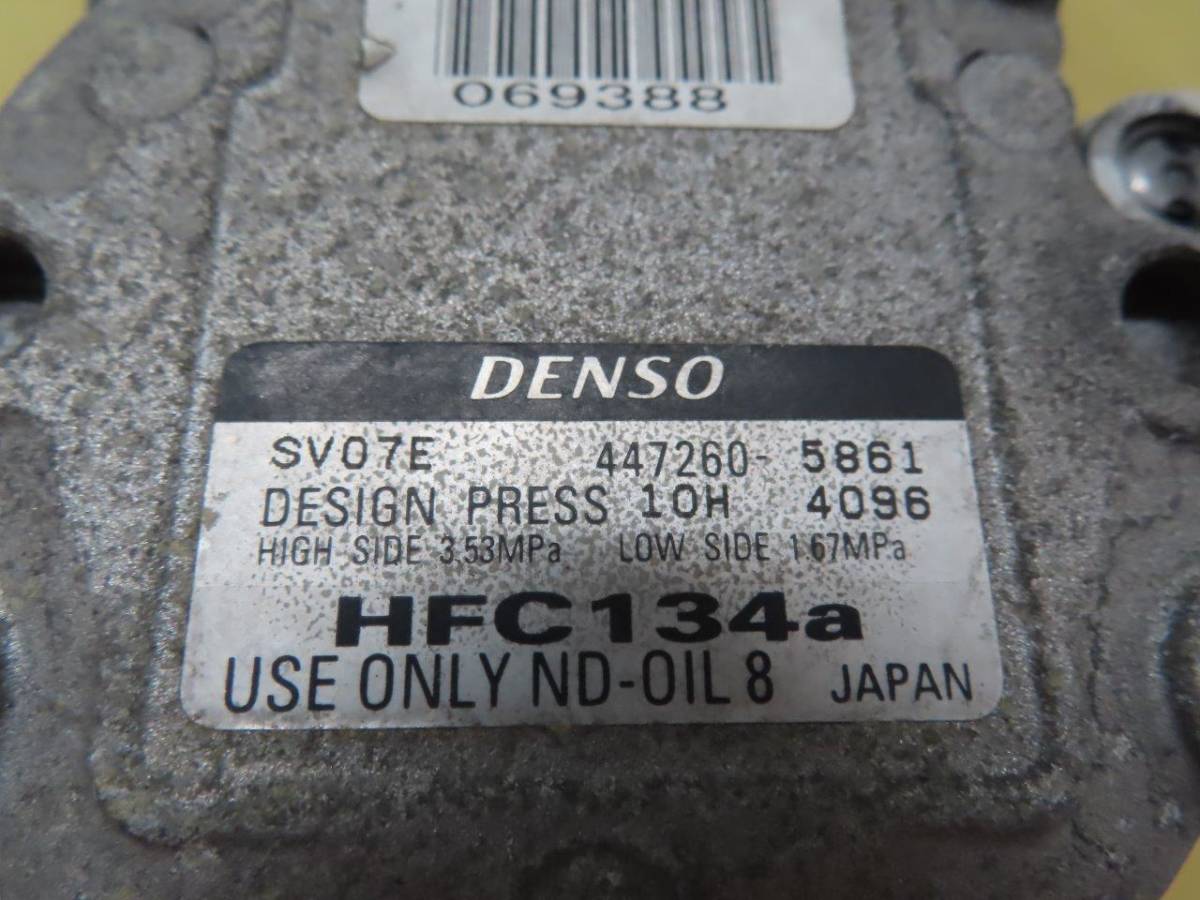 069388
DENSO
SV07E 447260-5861
DESIGN PRESS 10H 4096
HIGH SIDE 3.53MPa LOW SIDE 1.67MPa
HFC134a
USE ONLY ND-OIL 8 JAPAN